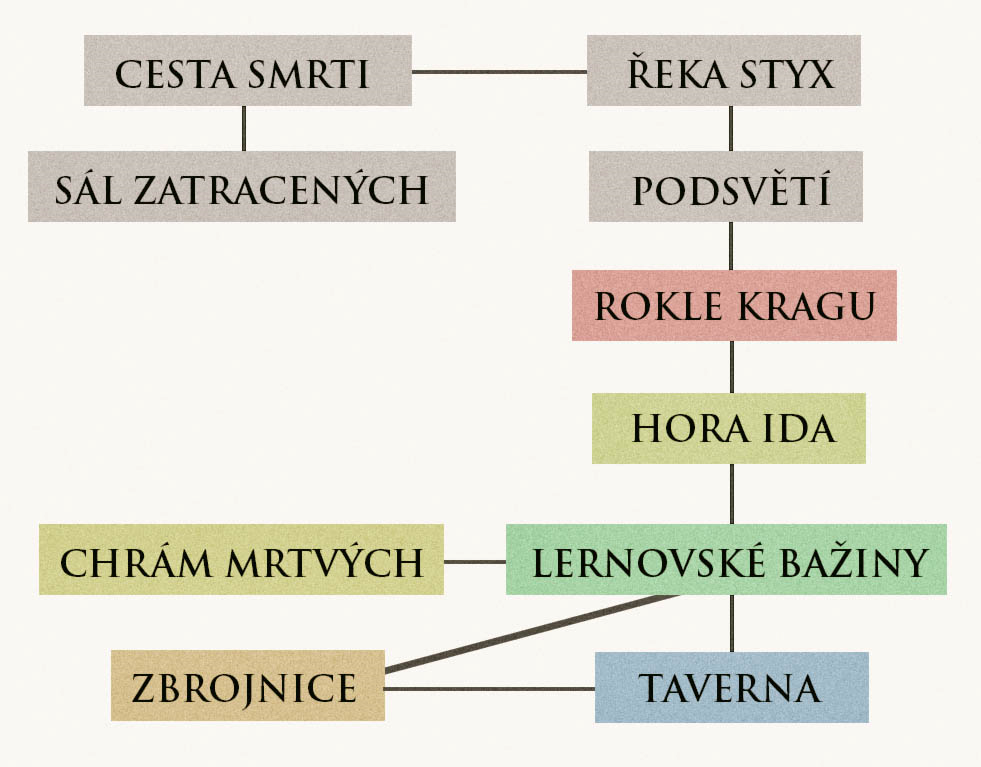 CESTA SMRTI
ŘEKA STYX
SÁL ZATRACENÝCH
PODSVĚTÍ
ROKLE KRAGU
HORA IDA
CHRÁM MRTVÝCH
LERNOVSKÉ BAŽINY
ZBROJNICE
TAVERNA